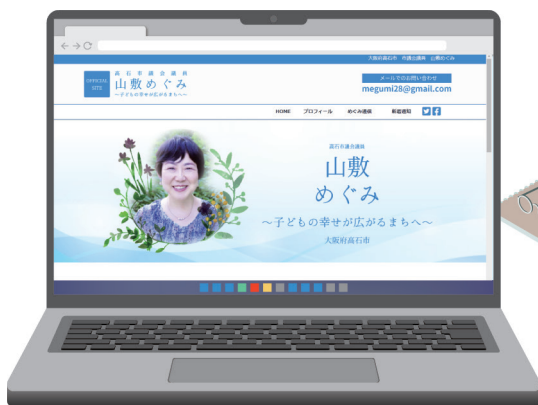 大阪府高石市 市議会議員 山敷めぐみ
OFFICIAL
SITE
高石市議会議員
山敷めぐみ
～子どもの幸せが広がるまちへ～
メールでのお問い合わせ
megumi28@gmail.com
HOME プロフィール めぐみ通信 新着通知
高石市議会議員
山敷
めぐみ
～子どもの幸せが広がるまちへ～
大阪府高石市